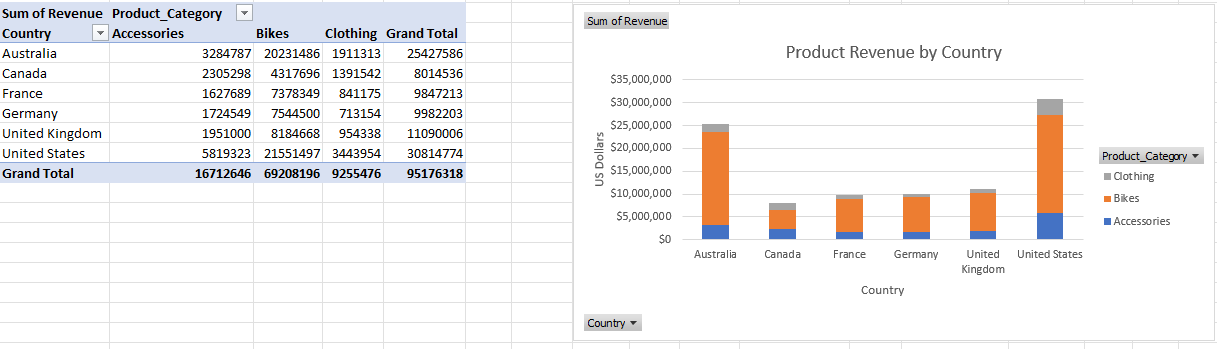 Sum of Revenue Product_Category
Country Accessories Bikes Clothing Grand Total
Australia 3284787 20231486 1911313 25427586
Canada 2305298 4317696 1391542 8014536
France 1627689 7378349 841175 9847213
Germany 1724549 7544500 713154 9982203
United Kingdom 1951000 8184668 954338 11090006
United States 5819323 21551497 3443954 30814774
Grand Total 16712646 69208196 9255476 95176318
Sum of Revenue
Product Revenue by Country
$35,000,000
$30,000,000
$25,000,000
$20,000,000
$15,000,000
$10,000,000
$5,000,000
$0
US Dollars
Australia Canada France Germany United Kingdom United States
Country
Product_Category
Clothing
Bikes
Accessories
Country